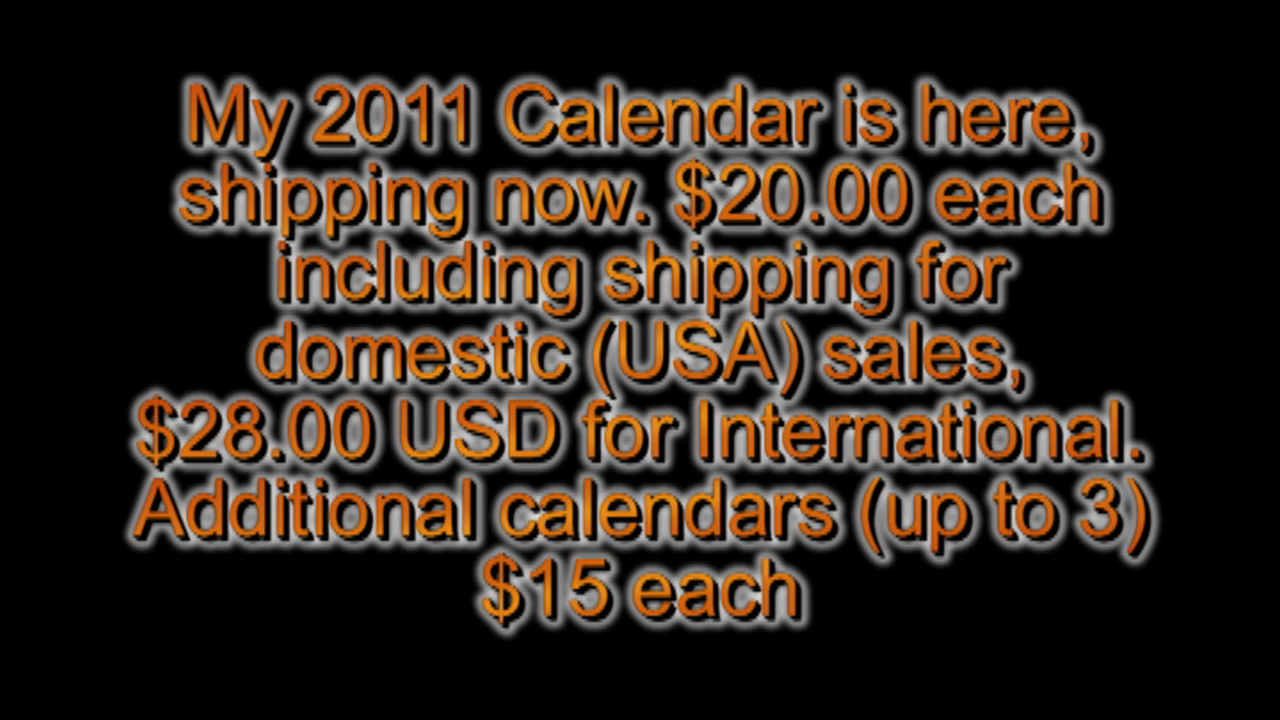 My 2011 Calendar is here,
shipping now. $20.00 each
including shipping for
domestic (USA) sales,
$28.00 USD for International.
Additional calendars (up to 3)
$15 each